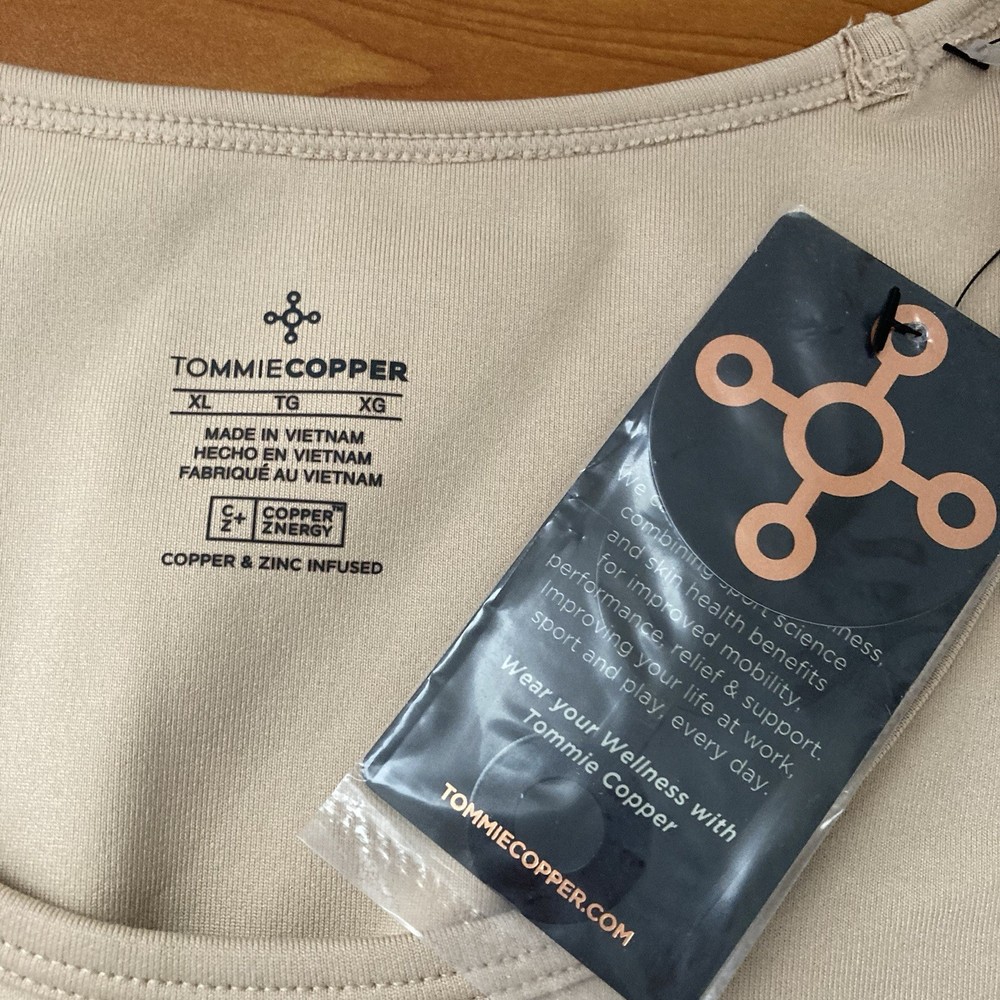 TOMMIECOPPER
XL TG XG
MADE IN VIETNAM
HECHO EN VIETNAM
FABRIQUÉ AU VIETNAM
C+
Z
COPPER™
ZNERGY
COPPER & ZINC INFUSED
We
combining sport science
and skin health benefits
for improved mobility,
performance, relief & support.
Improving your life at work,
sport and play, every day.
Wear your Wellness with
Tommie Copper
TOMMIECOPPER.COM